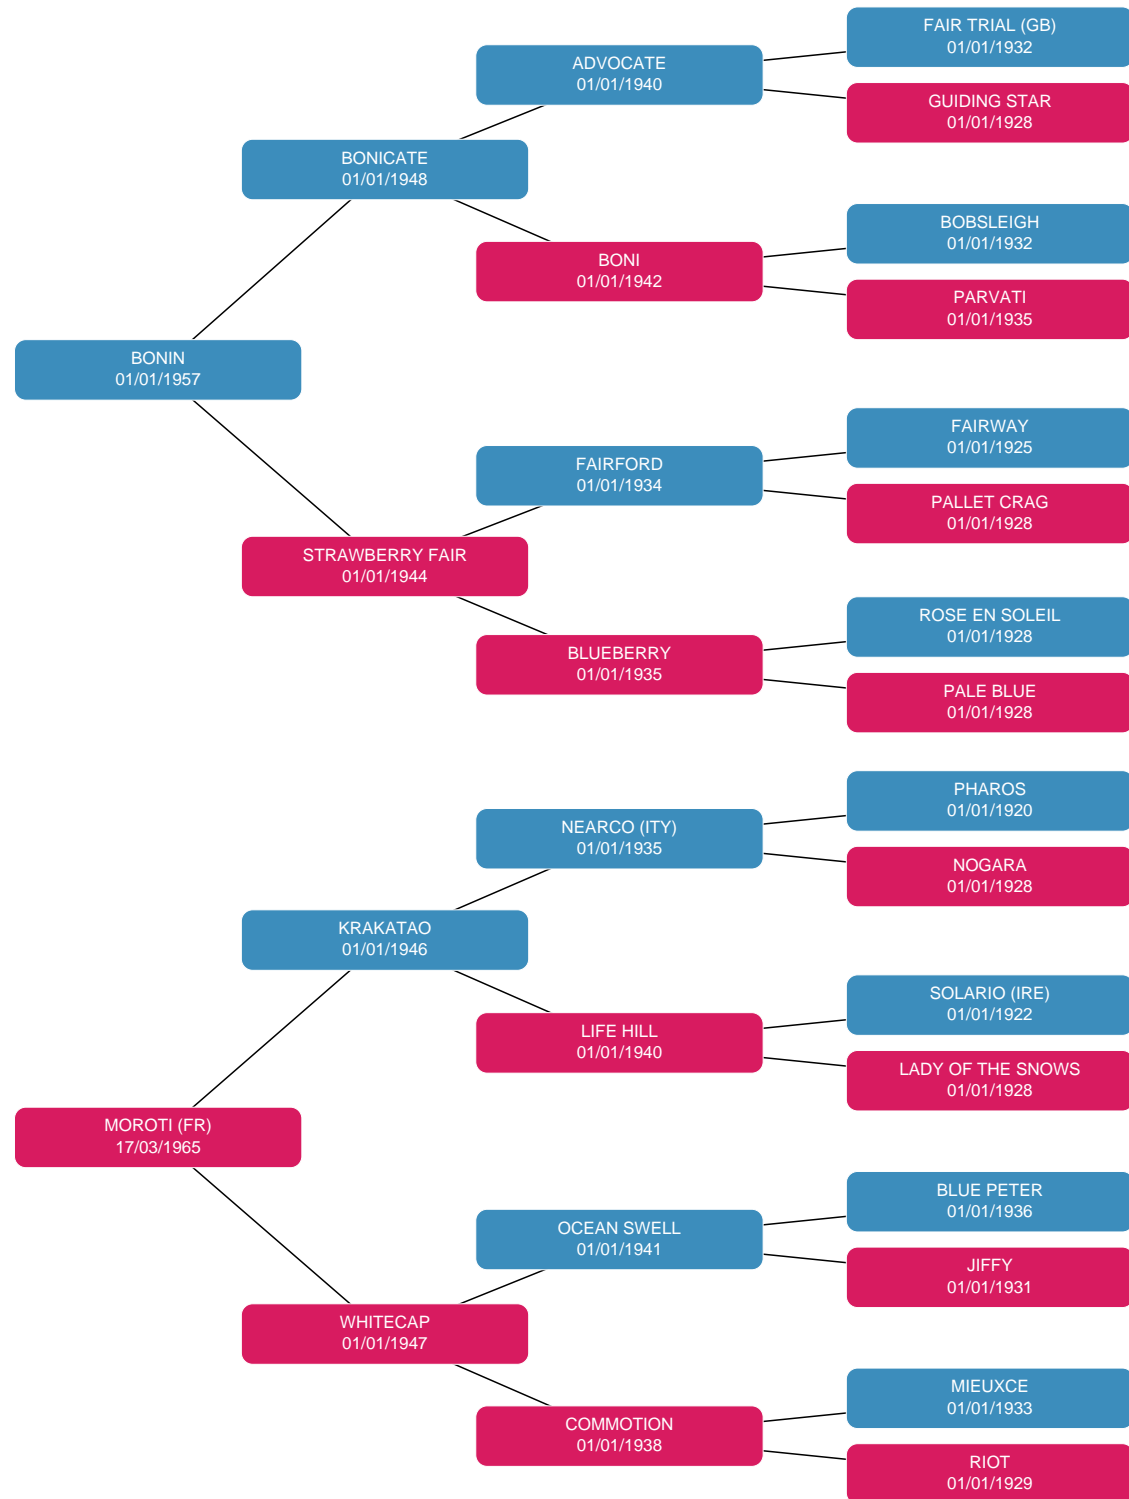 FAIR TRIAL (GB)
01/01/1932
ADVOCATE
01/01/1940
GUIDING STAR
01/01/1928
BONICATE
01/01/1948
BOBSLEIGH
01/01/1932
BONI
01/01/1942
PARVATI
01/01/1935
BONIN
01/01/1957
FAIRWAY
01/01/1925
FAIRFORD
01/01/1934
PALLET CRAG
01/01/1928
STRAWBERRY FAIR
01/01/1944
ROSE EN SOLEIL
01/01/1928
BLUEBERRY
01/01/1935
PALE BLUE
01/01/1928
PHAROS
01/01/1920
NEARCO (ITY)
01/01/1935
NOGARA
01/01/1928
KRAKATAO
01/01/1946
SOLARIO (IRE)
01/01/1922
LIFE HILL
01/01/1940
LADY OF THE SNOWS
01/01/1928
MOROTI (FR)
17/03/1965
BLUE PETER
01/01/1936
OCEAN SWELL
01/01/1941
JIFFY
01/01/1931
WHITECAP
01/01/1947
MIEUXCE
01/01/1933
COMMOTION
01/01/1938
RIOT
01/01/1929